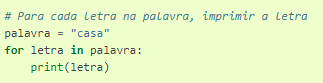 # Para cada letra na palavra, imprimir a letra
palavra = "casa"
for letra in palavra:
    print(letra)